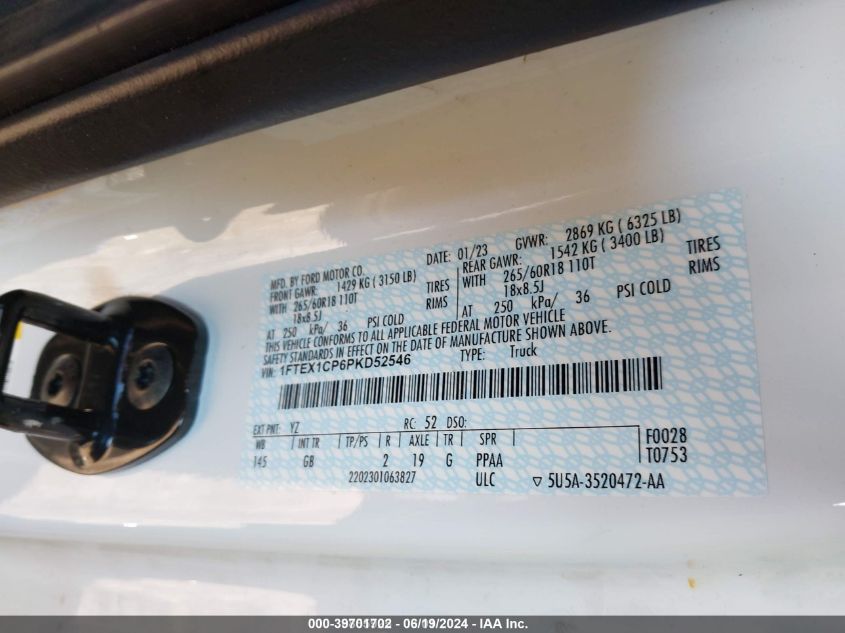 MFD. BY FORD MOTOR CO. DATE: 01/23 GVWR: 2869 KG ( 6325 LB)
FRONT GAWR: 1429 KG ( 3150 LB) REAR GAWR: 1542 KG ( 3400 LB)
WITH 265/60R18 110T TIRES WITH 265/60R18 110T TIRES
18x8.5J RIMS 18x8.5J RIMS
AT 250 kPa/ 36 PSI COLD AT 250 kPa/ 36 PSI COLD
THIS VEHICLE CONFORMS TO ALL APPLICABLE FEDERAL MOTOR VEHICLE
SAFETY STANDARDS IN EFFECT ON THE DATE OF MANUFACTURE SHOWN ABOVE.
VIN: 1FTEX1CP6PKD52546 TYPE: Truck
EXT PNT: YZ RC: 52 DSO:
WB INT TR TP/PS R AXLE TR SPR F0028
145 GB 2 19 G PPAA T0753
2202301063827 ULC ▽ 5U5A-3520472-AA
000-39701702 - 06/19/2024 - IAA Inc.